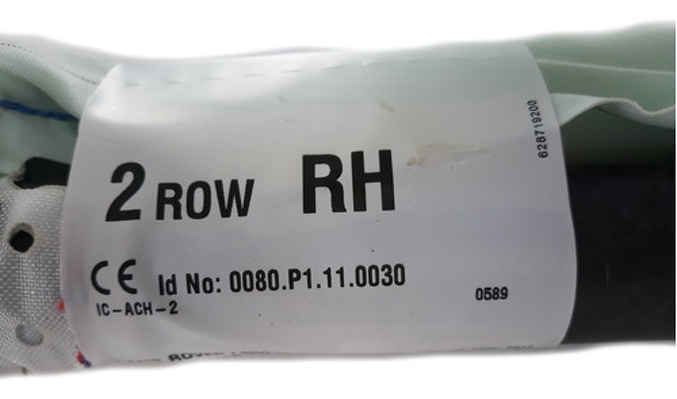 2 ROW RH
628719200
CE Id No: 0080.P1.11.0030
IC-ACH-2
0589